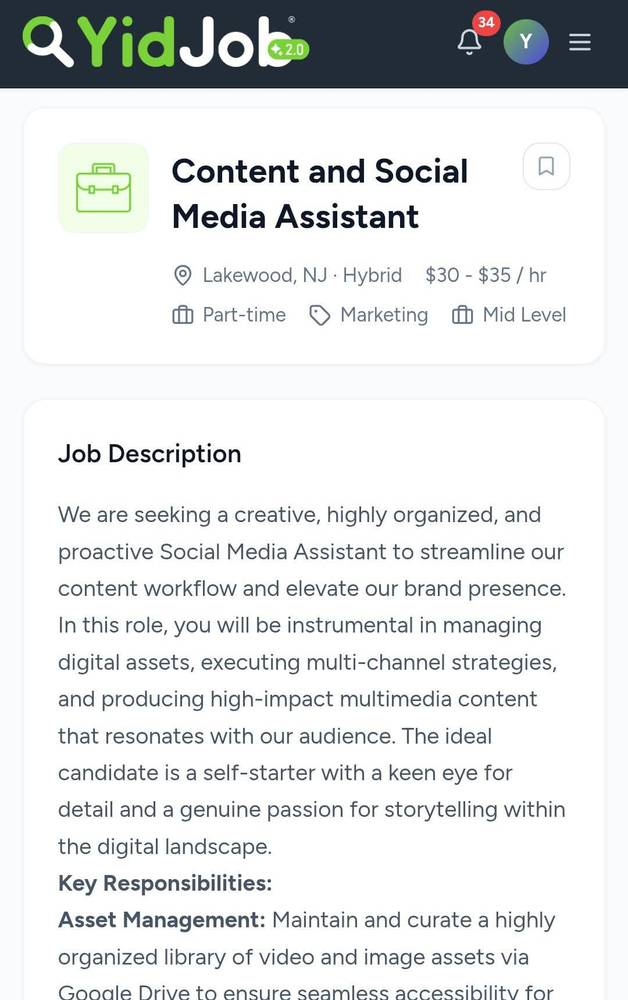 YidJob®
2.0
34
Y
Content and Social
Media Assistant
Lakewood, NJ · Hybrid $30 - $35 / hr
Part-time Marketing Mid Level
Job Description
We are seeking a creative, highly organized, and
proactive Social Media Assistant to streamline our
content workflow and elevate our brand presence.
In this role, you will be instrumental in managing
digital assets, executing multi-channel strategies,
and producing high-impact multimedia content
that resonates with our audience. The ideal
candidate is a self-starter with a keen eye for
detail and a genuine passion for storytelling within
the digital landscape.
Key Responsibilities:
Asset Management: Maintain and curate a highly
organized library of video and image assets via
Google Drive to ensure seamless accessibility for